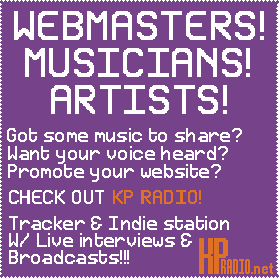 WEBMASTERS!
MUSICIANS!
ARTISTS!
Got some music to share?
Want your voice heard?
Promote your website?
CHECK OUT KP RADIO!
Tracker & Indie station
W/ Live interviews &
Broadcasts!!!
KP RADIO.net